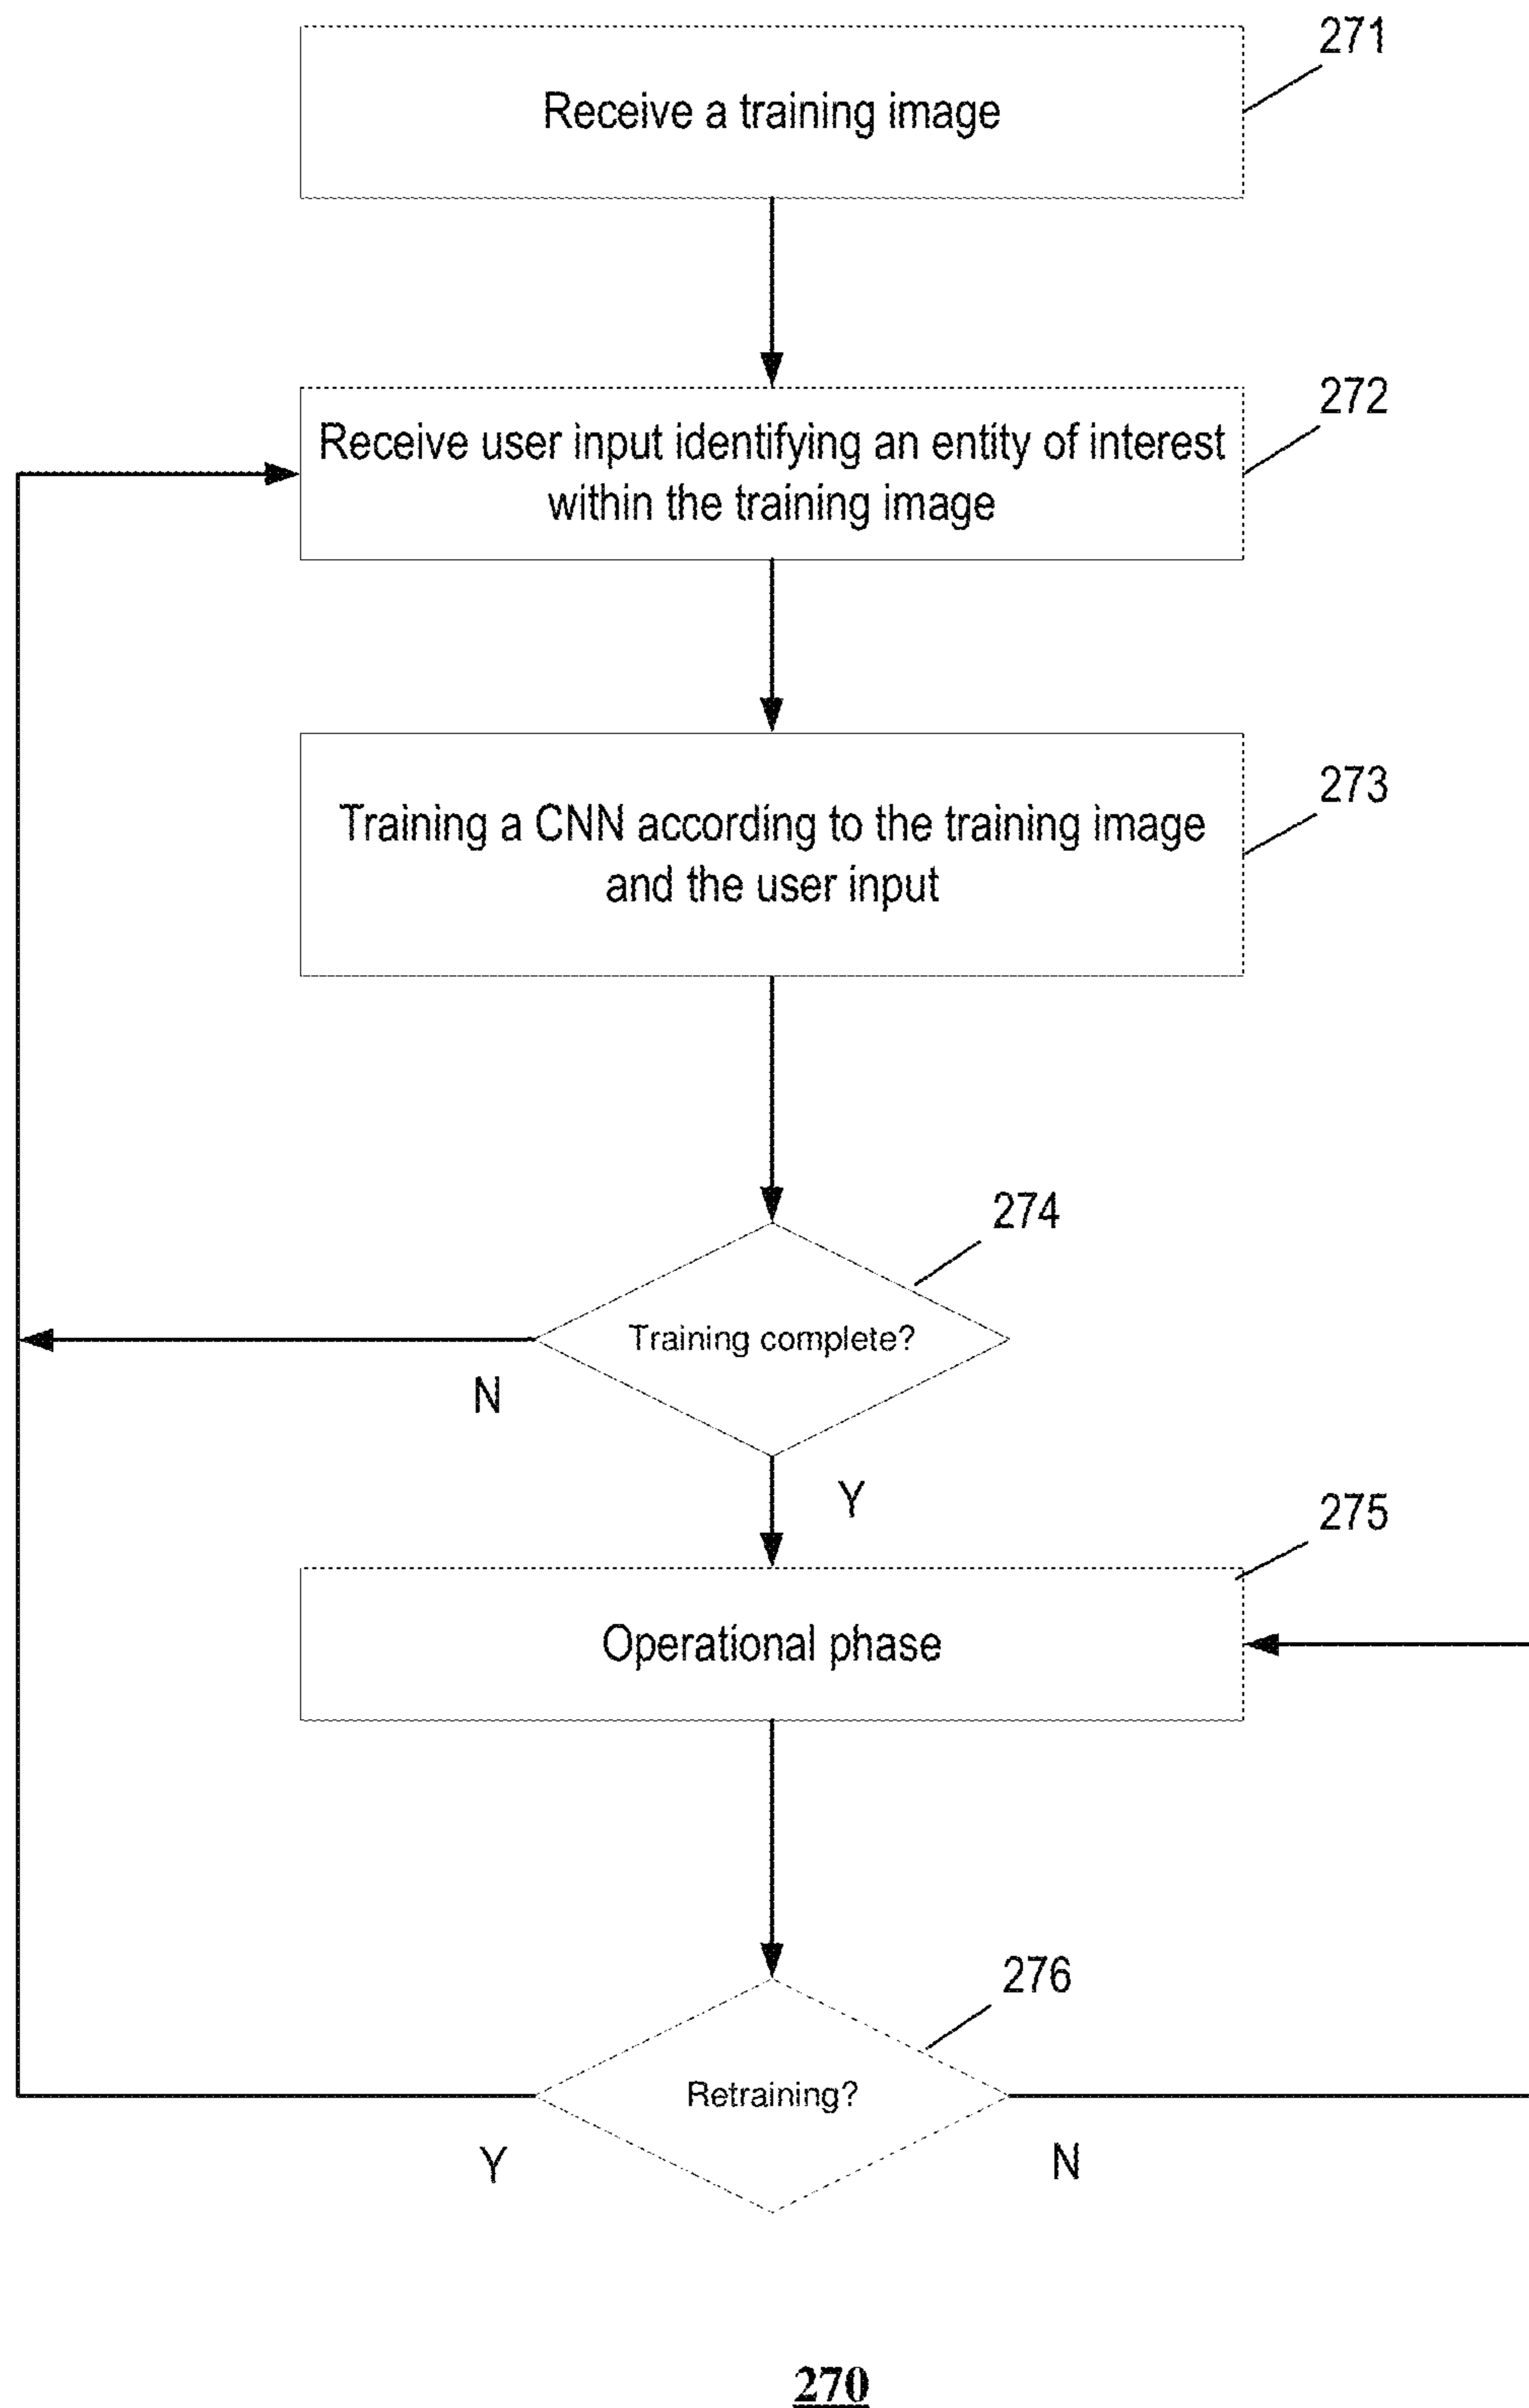 271
Receive a training image
272
Receive user input identifying an entity of interest
within the training image
273
Training a CNN according to the training image
and the user input
274
Training complete?
N
Y
275
Operational phase
276
Retraining?
Y
N
270